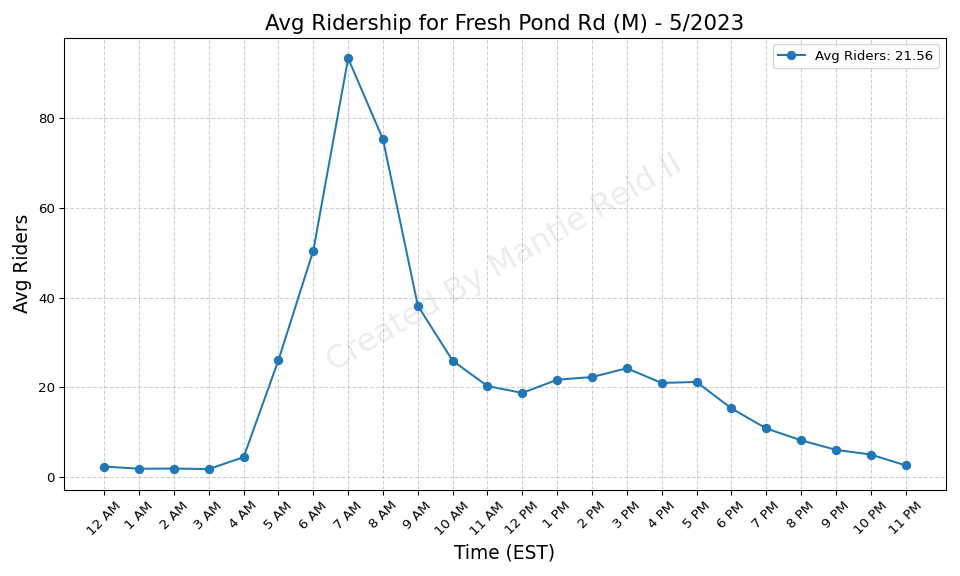 Avg Ridership for Fresh Pond Rd (M) - 5/2023
Avg Riders: 21.56
Avg Riders
80
60
40
20
0
Created By Mantle Reid II
12 AM
1 AM
2 AM
3 AM
4 AM
5 AM
6 AM
7 AM
8 AM
9 AM
10 AM
11 AM
12 PM
1 PM
2 PM
3 PM
4 PM
5 PM
6 PM
7 PM
8 PM
9 PM
10 PM
11 PM
Time (EST)